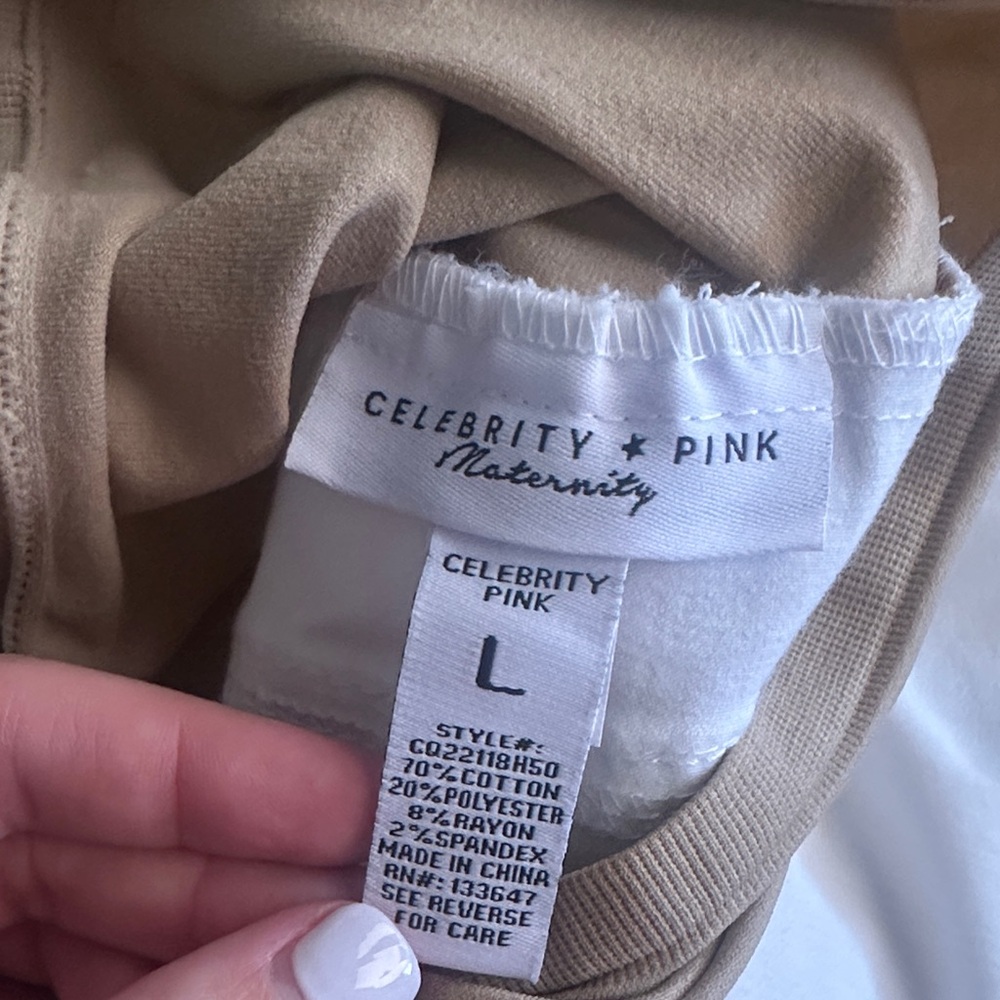 CELEBRITY ★ PINK
Maternity
CELEBRITY
PINK
L
STYLE#:
CQ22118H50
70%COTTON
20%POLYESTER
8%RAYON
2%SPANDEX
MADE IN CHINA
RN#:133647
SEE REVERSE
FOR CARE